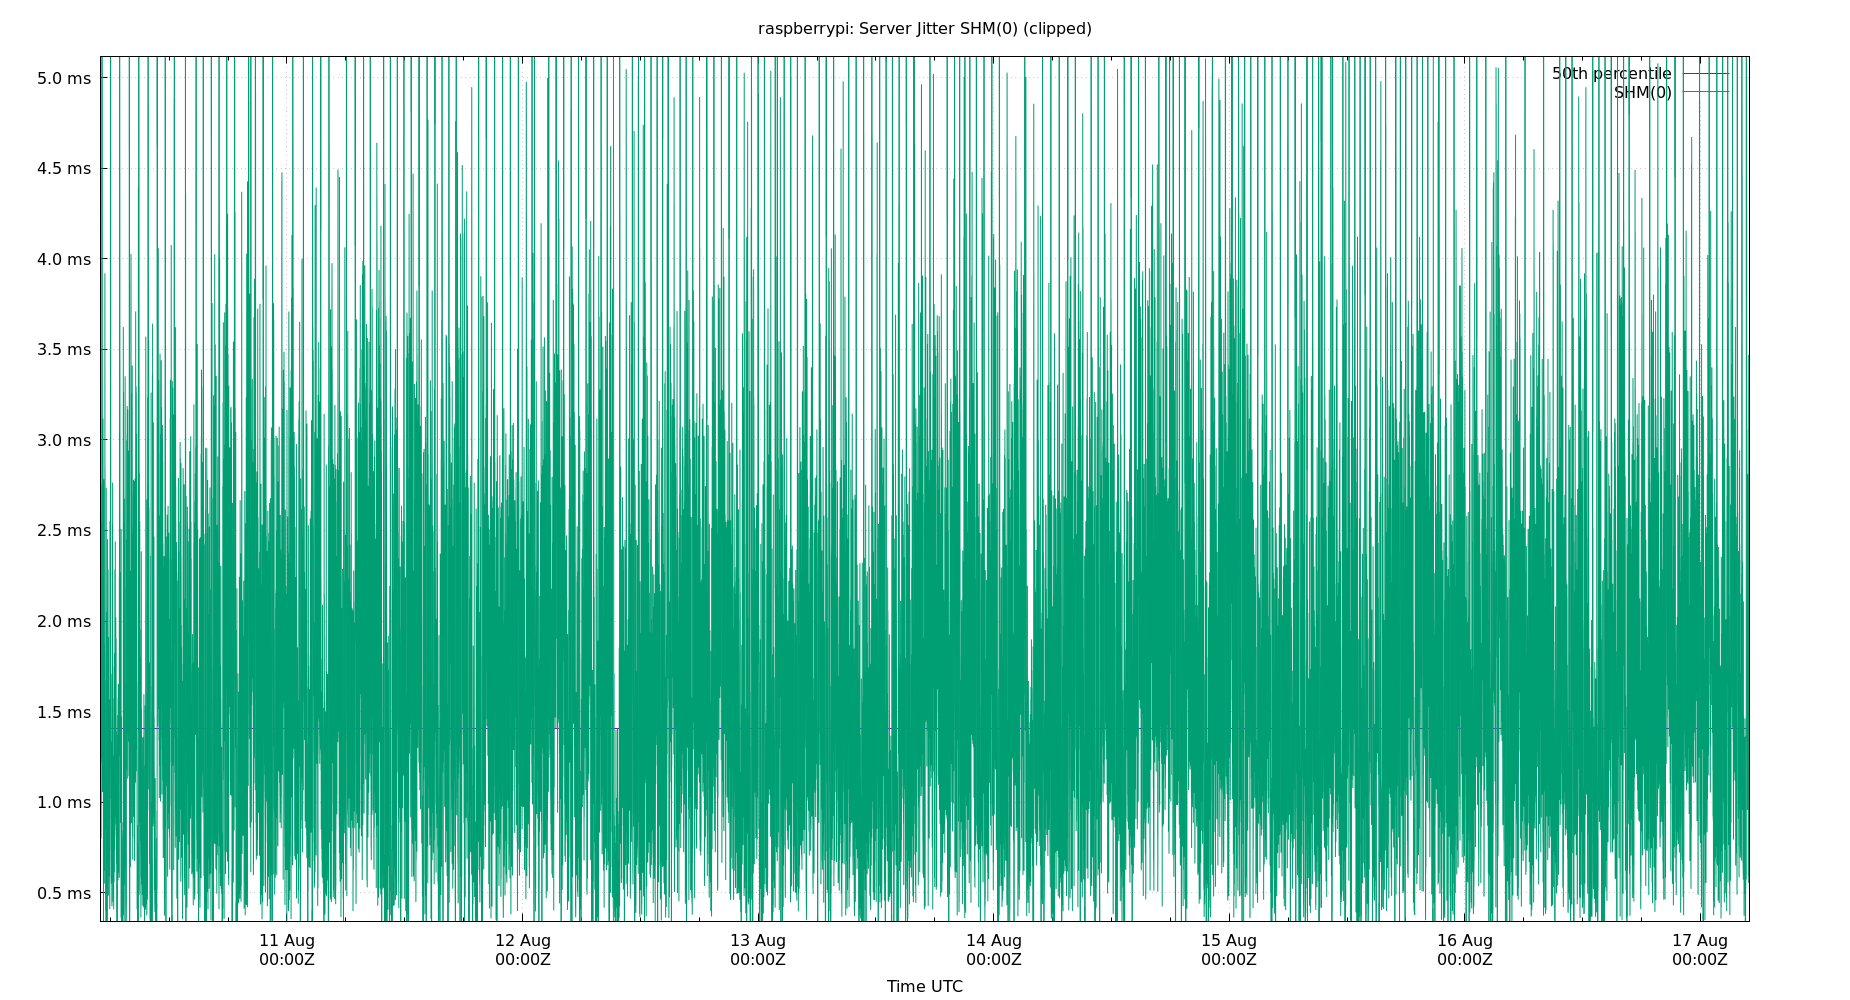 raspberrypi: Server Jitter SHM(0) (clipped)
50th percentile
SHM(0)
5.0 ms
4.5 ms
4.0 ms
3.5 ms
3.0 ms
2.5 ms
2.0 ms
1.5 ms
1.0 ms
0.5 ms
11 Aug 12 Aug 13 Aug 14 Aug 15 Aug 16 Aug 17 Aug
00:00Z 00:00Z 00:00Z 00:00Z 00:00Z 00:00Z 00:00Z
Time UTC